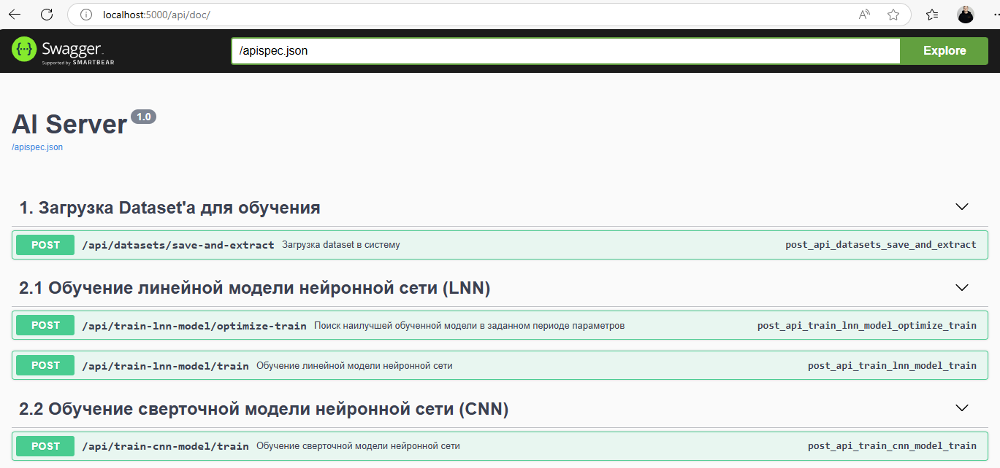 localhost:5000/api/doc/
Swagger.
Supported by SMARTBEAR
/apispec.json
Explore
AI Server 1.0
/apispec.json
1. Загрузка Dataset'а для обучения
POST /api/datasets/save-and-extract Загрузка dataset в систему post_api_datasets_save_and_extract
2.1 Обучение линейной модели нейронной сети (LNN)
POST /api/train-lnn-model/optimize-train Поиск наилучшей обученной модели в заданном периоде параметров post_api_train_lnn_model_optimize_train
POST /api/train-lnn-model/train Обучение линейной модели нейронной сети post_api_train_lnn_model_train
2.2 Обучение сверточной модели нейронной сети (CNN)
POST /api/train-cnn-model/train Обучение сверточной модели нейронной сети post_api_train_cnn_model_train